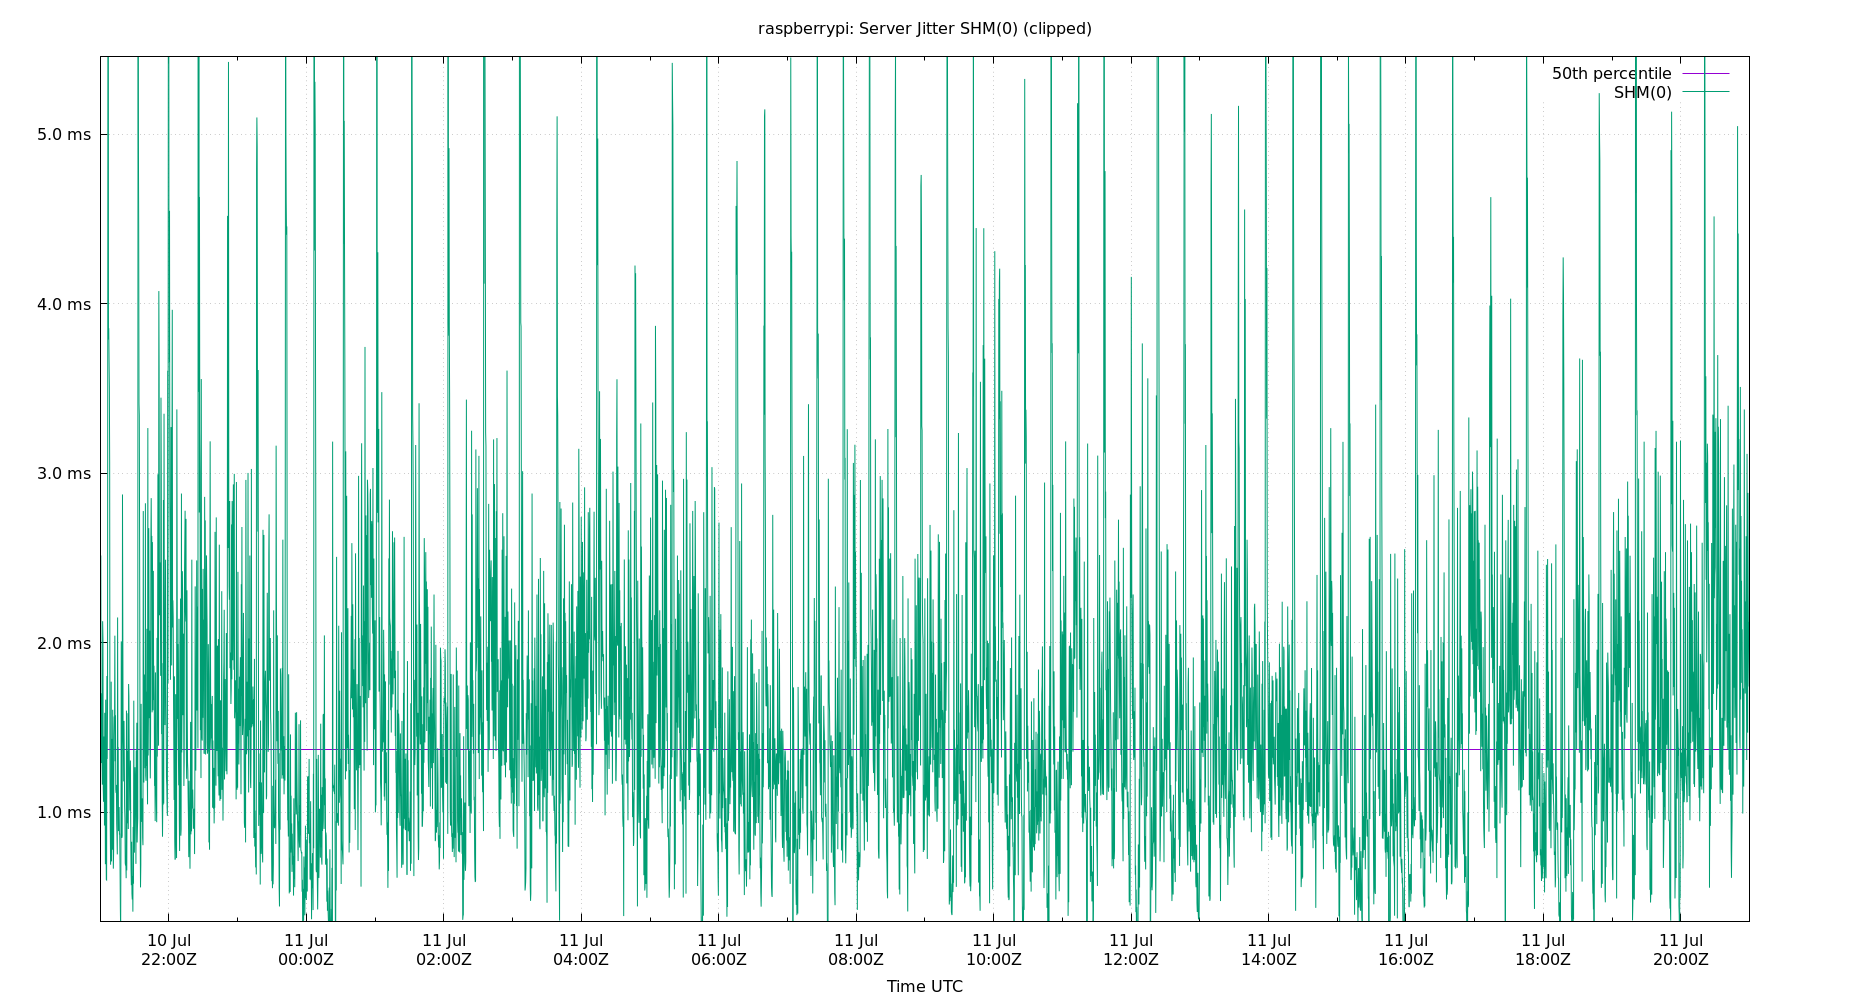 raspberrypi: Server Jitter SHM(0) (clipped)
50th percentile
SHM(0)
5.0 ms
4.0 ms
3.0 ms
2.0 ms
1.0 ms
10 Jul 11 Jul 11 Jul 11 Jul 11 Jul 11 Jul 11 Jul 11 Jul 11 Jul 11 Jul 11 Jul 11 Jul
22:00Z 00:00Z 02:00Z 04:00Z 06:00Z 08:00Z 10:00Z 12:00Z 14:00Z 16:00Z 18:00Z 20:00Z
Time UTC